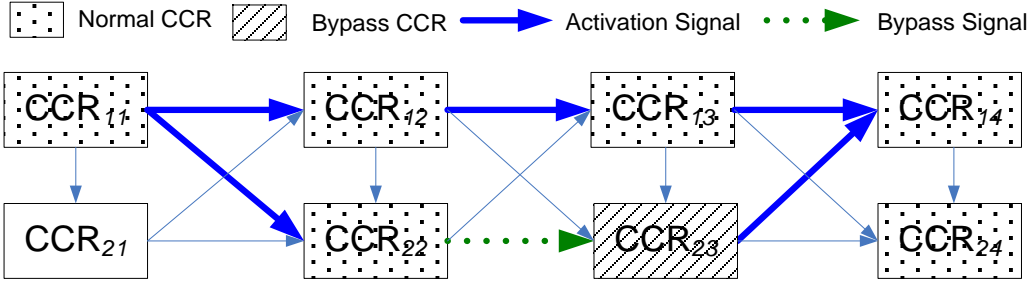 Normal CCR Bypass CCR Activation Signal Bypass Signal
CCR11 CCR12 CCR13 CCR14
CCR21 CCR22 CCR23 CCR24